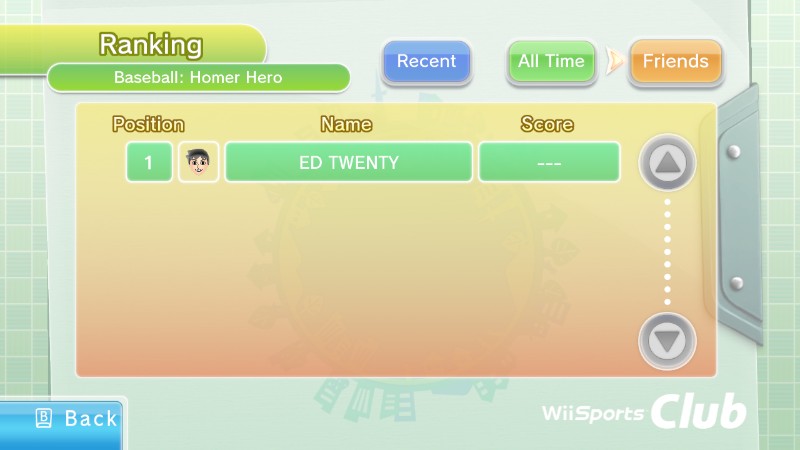 Ranking
Baseball: Homer Hero
Recent
All Time
Friends
Position Name Score
1 ED TWENTY ---
B Back
WiiSports Club